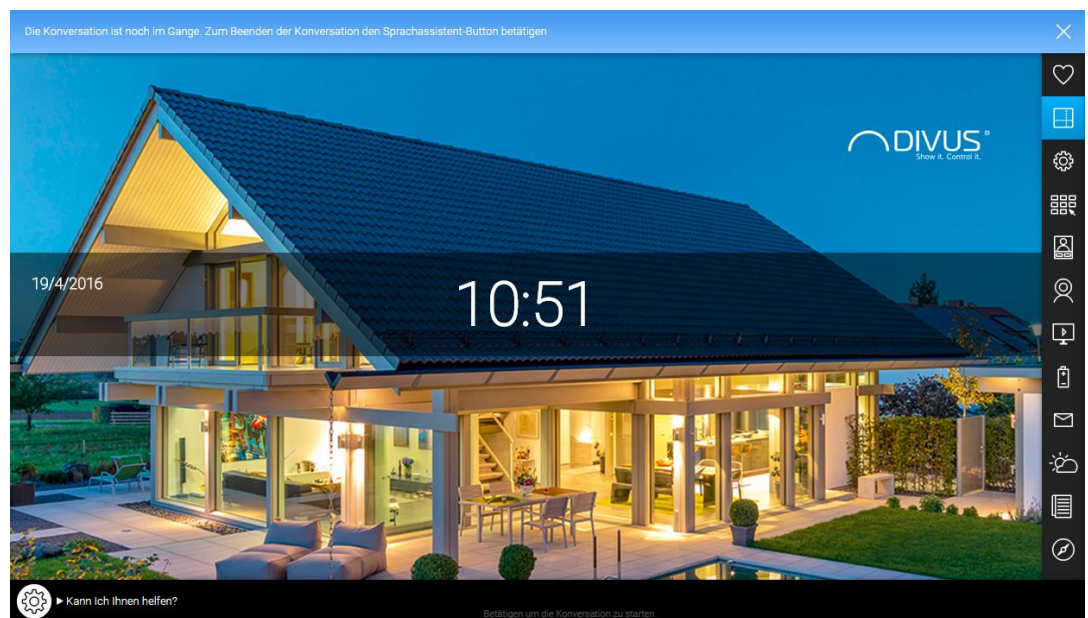 Die Konversation ist noch im Gange. Zum Beenden der Konversation den Sprachassistent-Button betätigen
DIVUS®
Show it. Control it.
19/4/2016
10:51
Kann Ich Ihnen helfen?
Betätigen um die Konversation zu starten